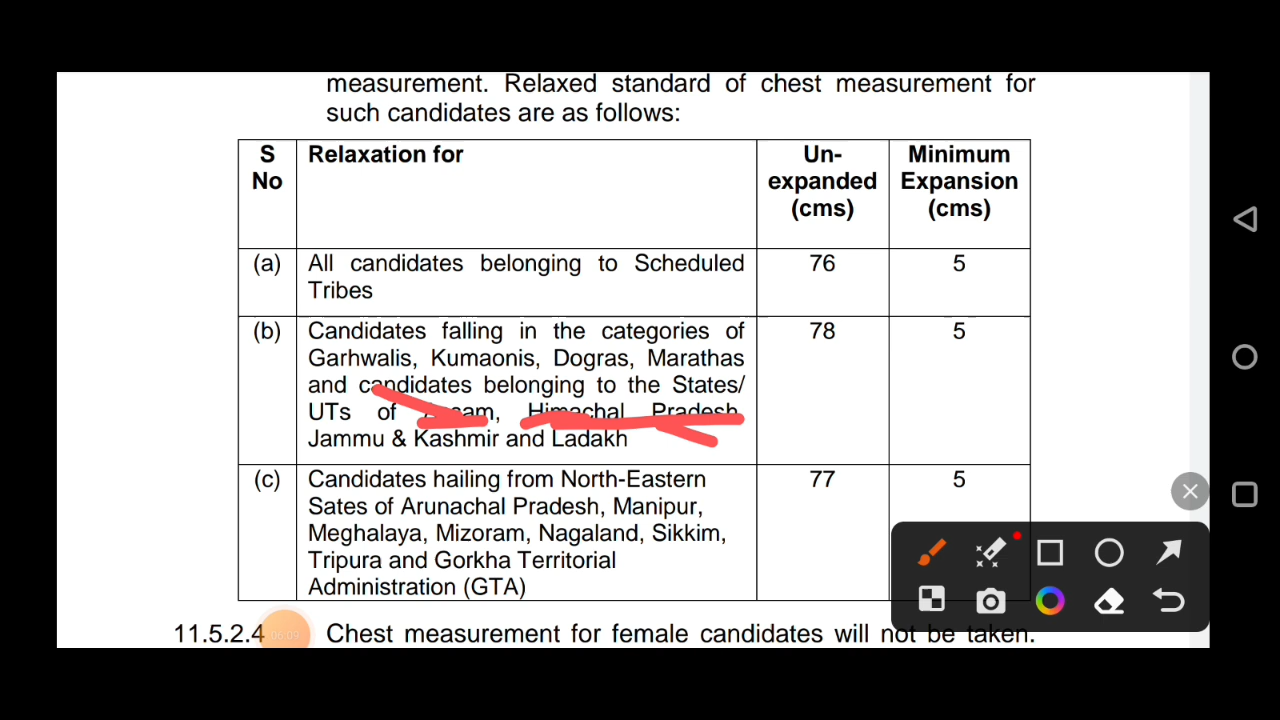 measurement. Relaxed standard of chest measurement for
such candidates are as follows:
S No
Relaxation for
Un-expanded (cms)
Minimum Expansion (cms)
(a)
All candidates belonging to Scheduled
Tribes
76
5
(b)
Candidates falling in the categories of
Garhwalis, Kumaonis, Dogras, Marathas
and candidates belonging to the States/
UTs of Assam, Himachal Pradesh,
Jammu & Kashmir and Ladakh
78
5
(c)
Candidates hailing from North-Eastern
Sates of Arunachal Pradesh, Manipur,
Meghalaya, Mizoram, Nagaland, Sikkim,
Tripura and Gorkha Territorial
Administration (GTA)
77
5
11.5.2.4 Chest measurement for female candidates will not be taken.
06:09